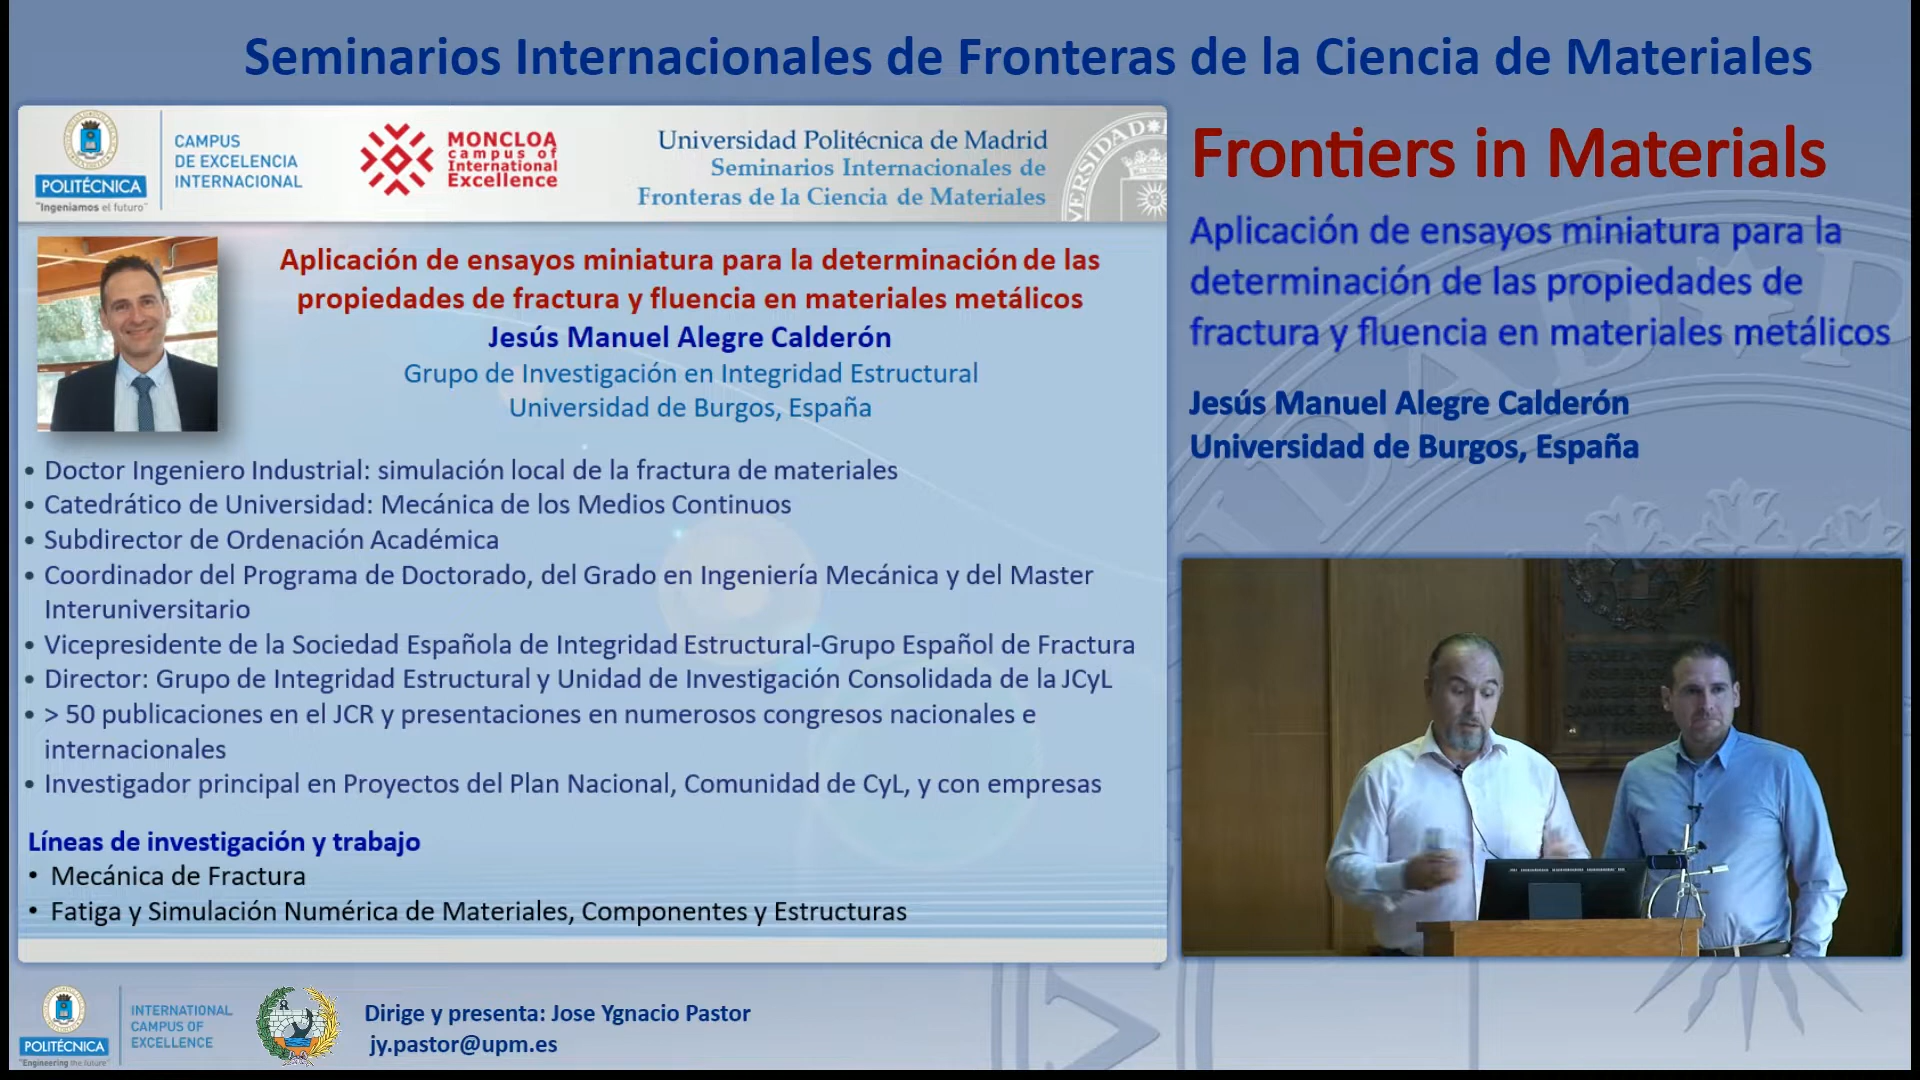 Seminarios Internacionales de Fronteras de la Ciencia de Materiales
POLITÉCNICA
"Ingeniamos el futuro"
CAMPUS
DE EXCELENCIA
INTERNACIONAL
MONCLOA
campus of
International
Excellence
Universidad Politécnica de Madrid
Seminarios Internacionales de
Fronteras de la Ciencia de Materiales
Aplicación de ensayos miniatura para la determinación de las
propiedades de fractura y fluencia en materiales metálicos
Jesús Manuel Alegre Calderón
Grupo de Investigación en Integridad Estructural
Universidad de Burgos, España
• Doctor Ingeniero Industrial: simulación local de la fractura de materiales
• Catedrático de Universidad: Mecánica de los Medios Continuos
• Subdirector de Ordenación Académica
• Coordinador del Programa de Doctorado, del Grado en Ingeniería Mecánica y del Master
Interuniversitario
• Vicepresidente de la Sociedad Española de Integridad Estructural-Grupo Español de Fractura
• Director: Grupo de Integridad Estructural y Unidad de Investigación Consolidada de la JCyL
• > 50 publicaciones en el JCR y presentaciones en numerosos congresos nacionales e
internacionales
• Investigador principal en Proyectos del Plan Nacional, Comunidad de CyL, y con empresas
Líneas de investigación y trabajo
• Mecánica de Fractura
• Fatiga y Simulación Numérica de Materiales, Componentes y Estructuras
Frontiers in Materials
Aplicación de ensayos miniatura para la
determinación de las propiedades de
fractura y fluencia en materiales metálicos
Jesús Manuel Alegre Calderón
Universidad de Burgos, España
POLITÉCNICA
"Engineering the future"
INTERNATIONAL
CAMPUS OF
EXCELLENCE
Dirige y presenta: Jose Ygnacio Pastor
jy.pastor@upm.es